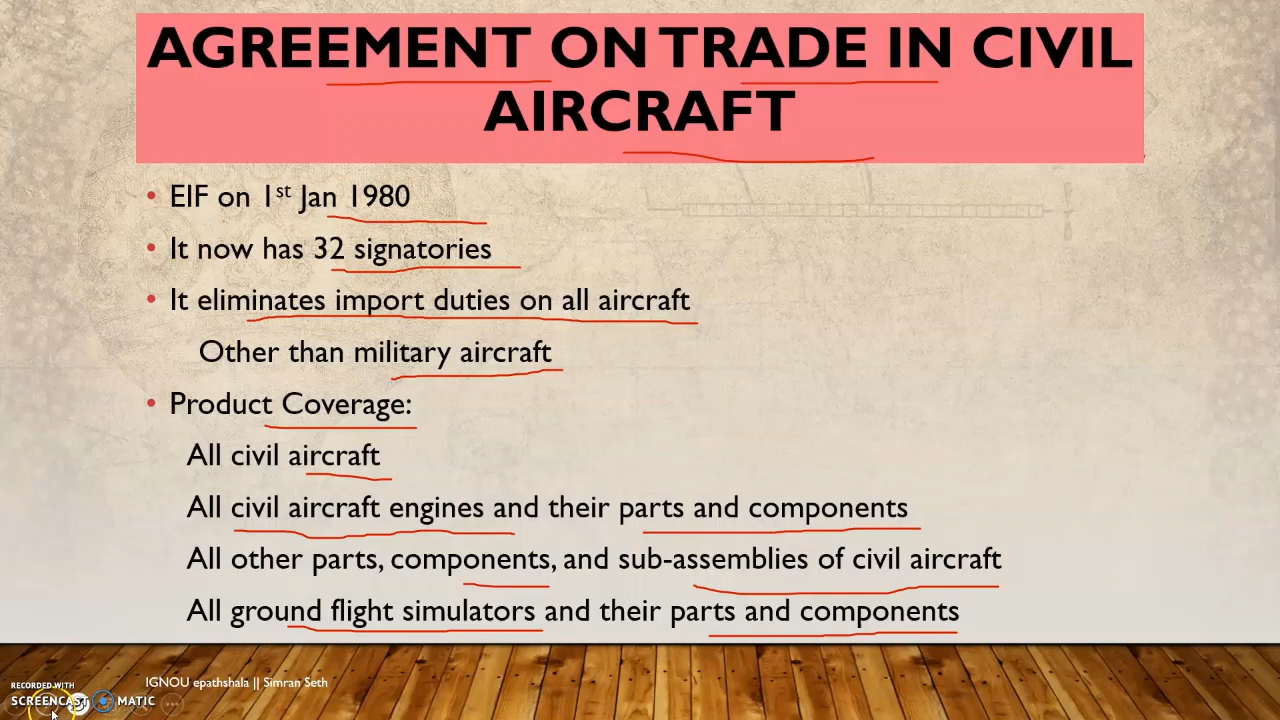 AGREEMENT ON TRADE IN CIVIL
AIRCRAFT
• EIF on 1st Jan 1980
• It now has 32 signatories
• It eliminates import duties on all aircraft
Other than military aircraft
• Product Coverage:
All civil aircraft
All civil aircraft engines and their parts and components
All other parts, components, and sub-assemblies of civil aircraft
All ground flight simulators and their parts and components
IGNOU epathshala || Simran Seth
RECORDED WITH
SCREENCAST MATIC